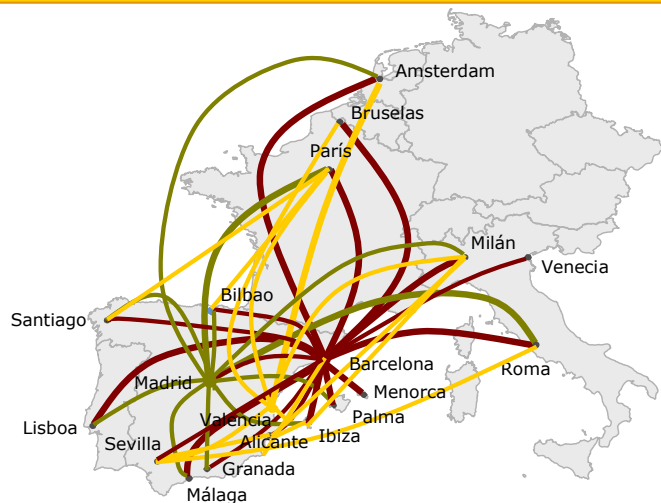 Amsterdam
Bruselas
París
Milán
Venecia
Bilbao
Santiago
Barcelona
Roma
Madrid
Menorca
Valencia
Palma
Lisboa
Sevilla
Alicante
Ibiza
Granada
Málaga